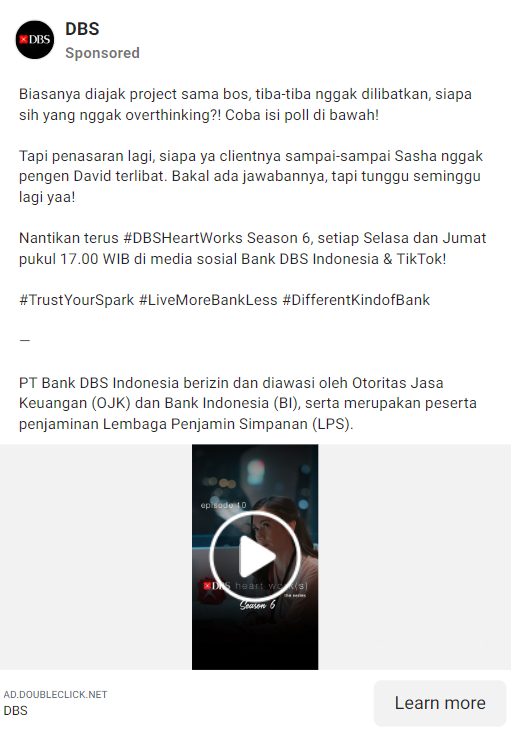 DBS
DBS
Sponsored
Biasanya diajak project sama bos, tiba-tiba nggak dilibatkan, siapa
sih yang nggak overthinking?! Coba isi poll di bawah!
Tapi penasaran lagi, siapa ya clientnya sampai-sampai Sasha nggak
pengen David terlibat. Bakal ada jawabannya, tapi tunggu seminggu
lagi yaa!
Nantikan terus #DBSHeartWorks Season 6, setiap Selasa dan Jumat
pukul 17.00 WIB di media sosial Bank DBS Indonesia & TikTok!
#TrustYourSpark #LiveMoreBankLess #DifferentKindofBank
—
PT Bank DBS Indonesia berizin dan diawasi oleh Otoritas Jasa
Keuangan (OJK) dan Bank Indonesia (BI), serta merupakan peserta
penjaminan Lembaga Penjamin Simpanan (LPS).
episode 10
DBS heart work(s)
the series
Season 6
AD.DOUBLECLICK.NET
DBS
Learn more